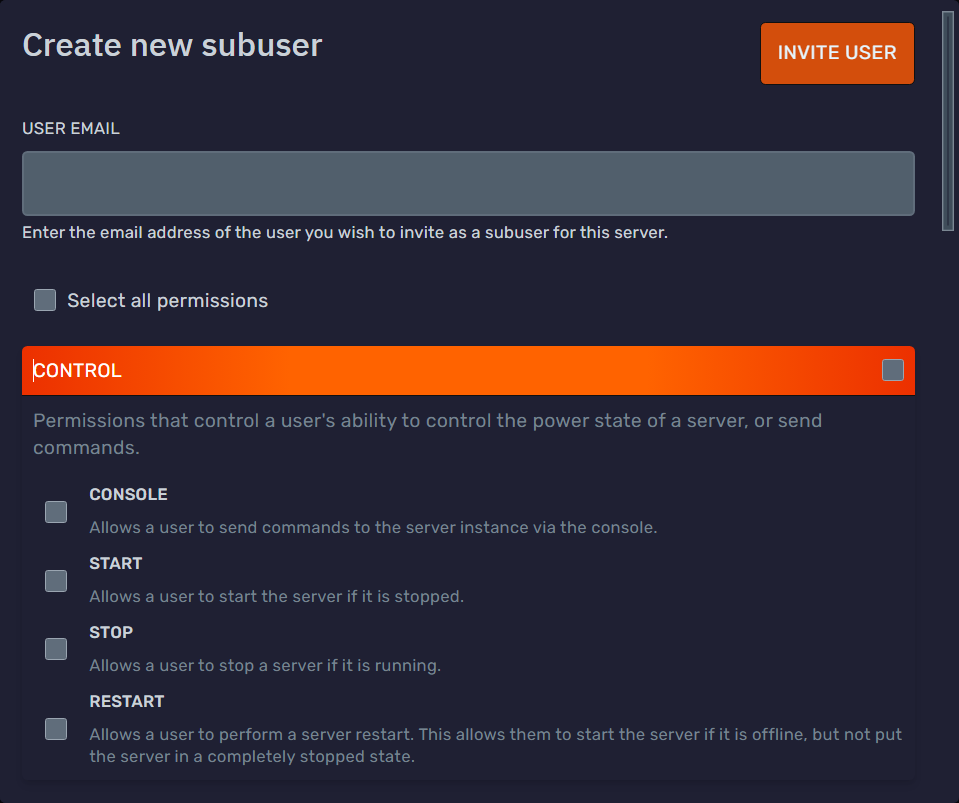 Create new subuser
INVITE USER
USER EMAIL
Enter the email address of the user you wish to invite as a subuser for this server.
Select all permissions
CONTROL
Permissions that control a user's ability to control the power state of a server, or send
commands.
CONSOLE
Allows a user to send commands to the server instance via the console.
START
Allows a user to start the server if it is stopped.
STOP
Allows a user to stop a server if it is running.
RESTART
Allows a user to perform a server restart. This allows them to start the server if it is offline, but not put
the server in a completely stopped state.